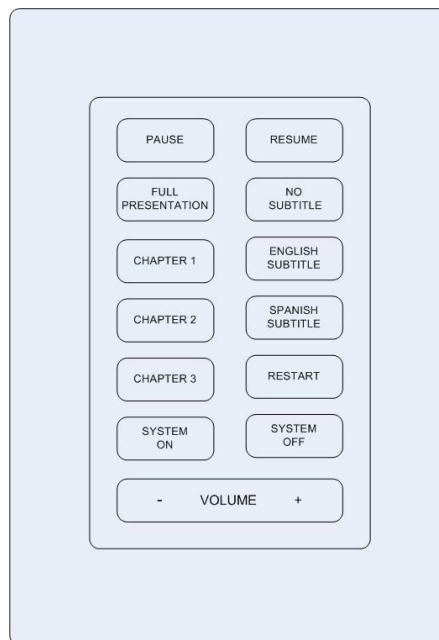 PAUSE
RESUME
FULL
PRESENTATION
NO
SUBTITLE
CHAPTER 1
ENGLISH
SUBTITLE
CHAPTER 2
SPANISH
SUBTITLE
CHAPTER 3
RESTART
SYSTEM
ON
SYSTEM
OFF
- VOLUME +